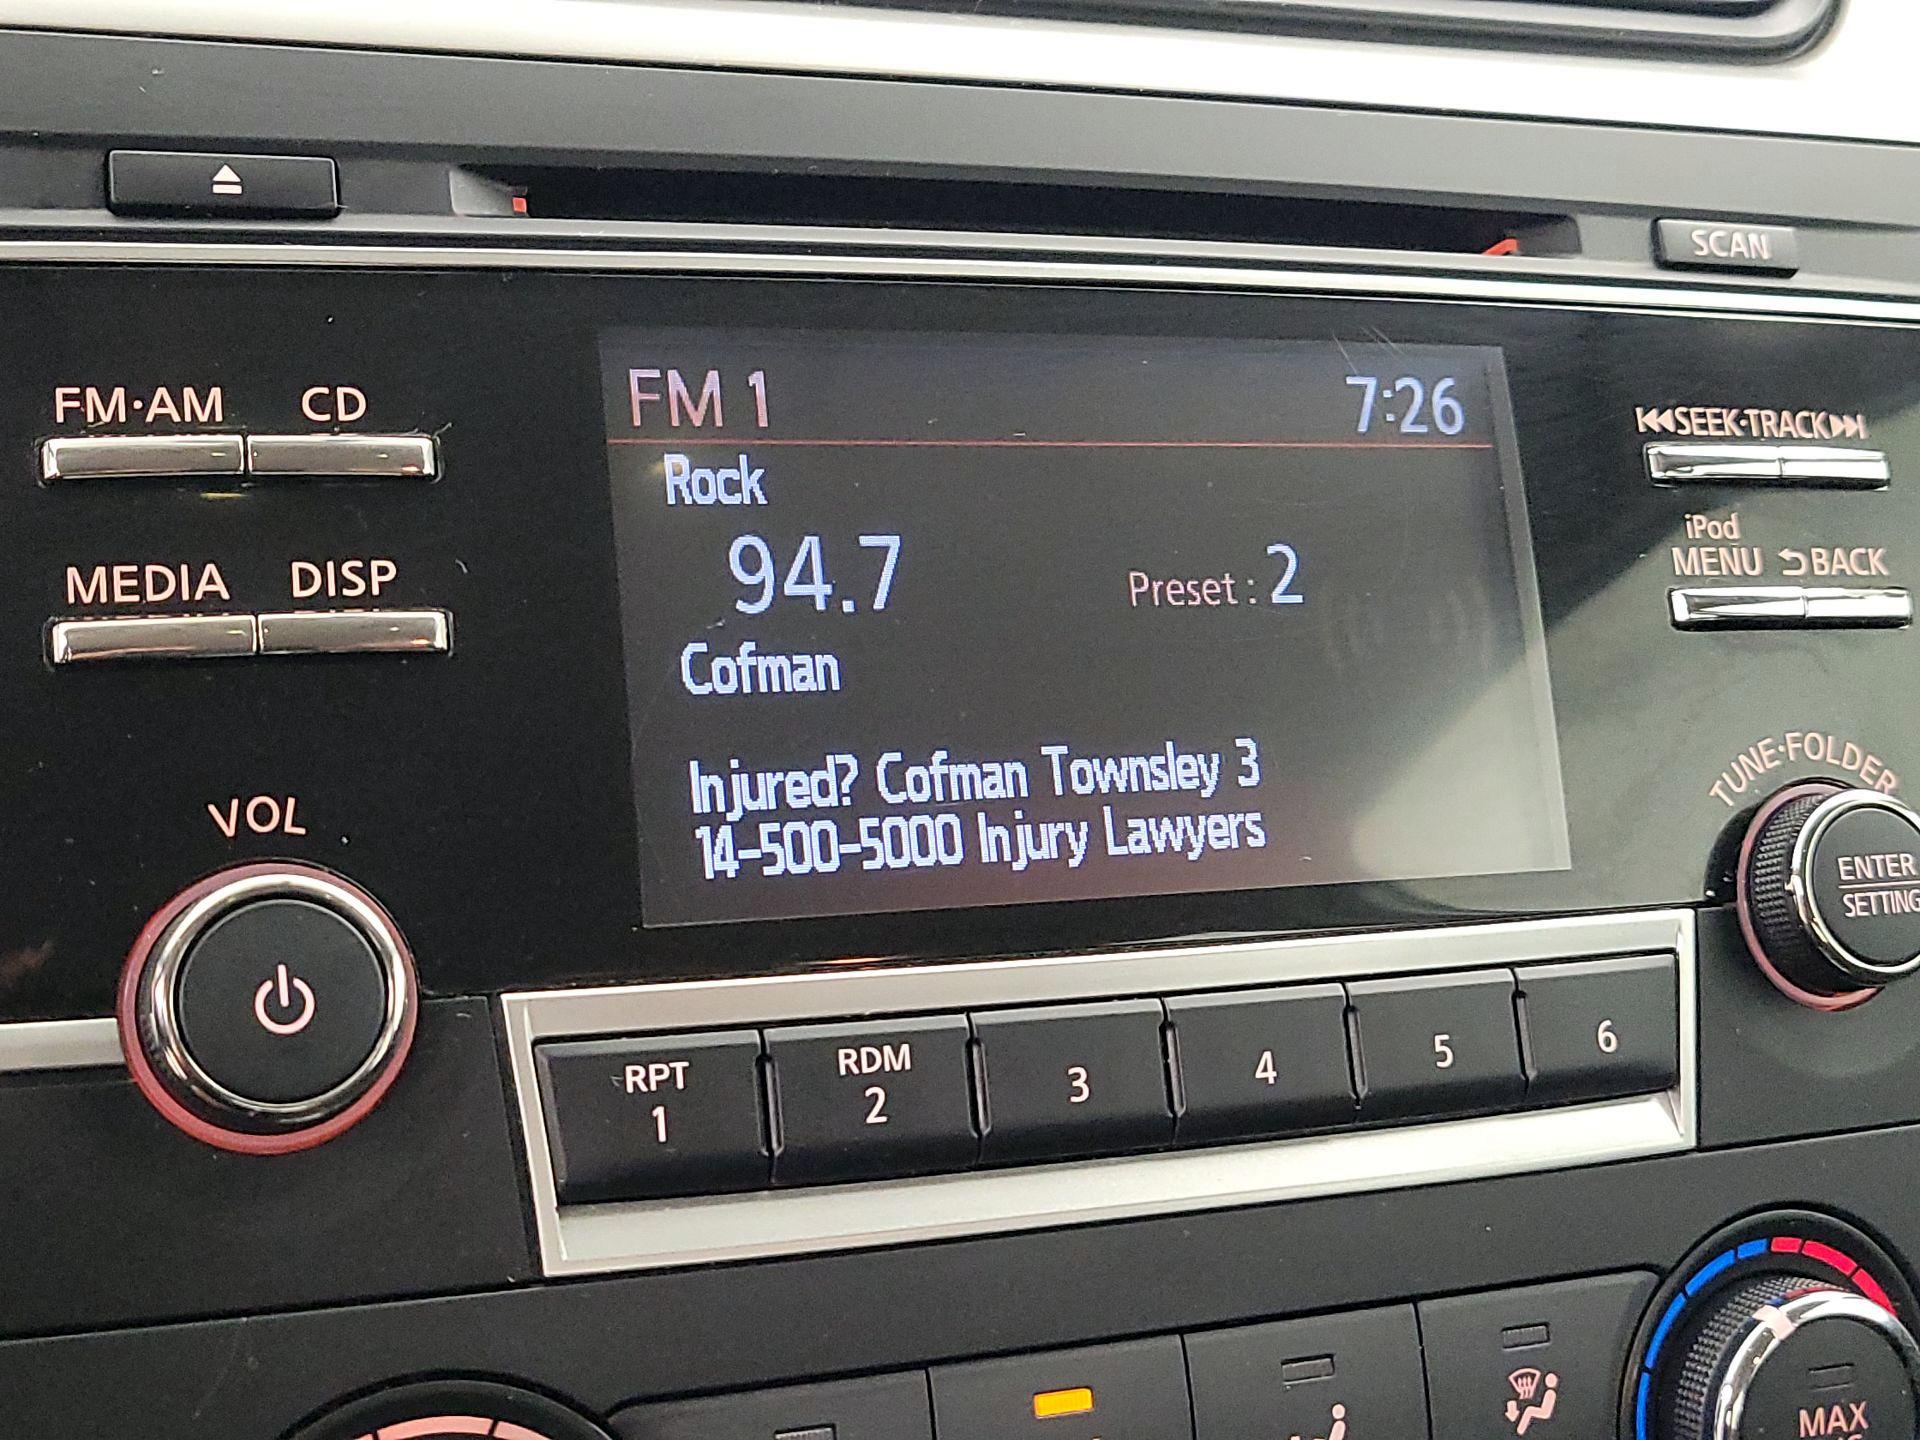 SCAN
FM·AM CD
FM 1 7:26
SEEK·TRACK
Rock
iPod
MEDIA DISP
94.7 Preset : 2
MENU BACK
Cofman
Injured? Cofman Townsley 3
14-500-5000 Injury Lawyers
TUNE·FOLDER
VOL
ENTER
SETTING
RPT
1
RDM
2
3
4
5
6
MAX